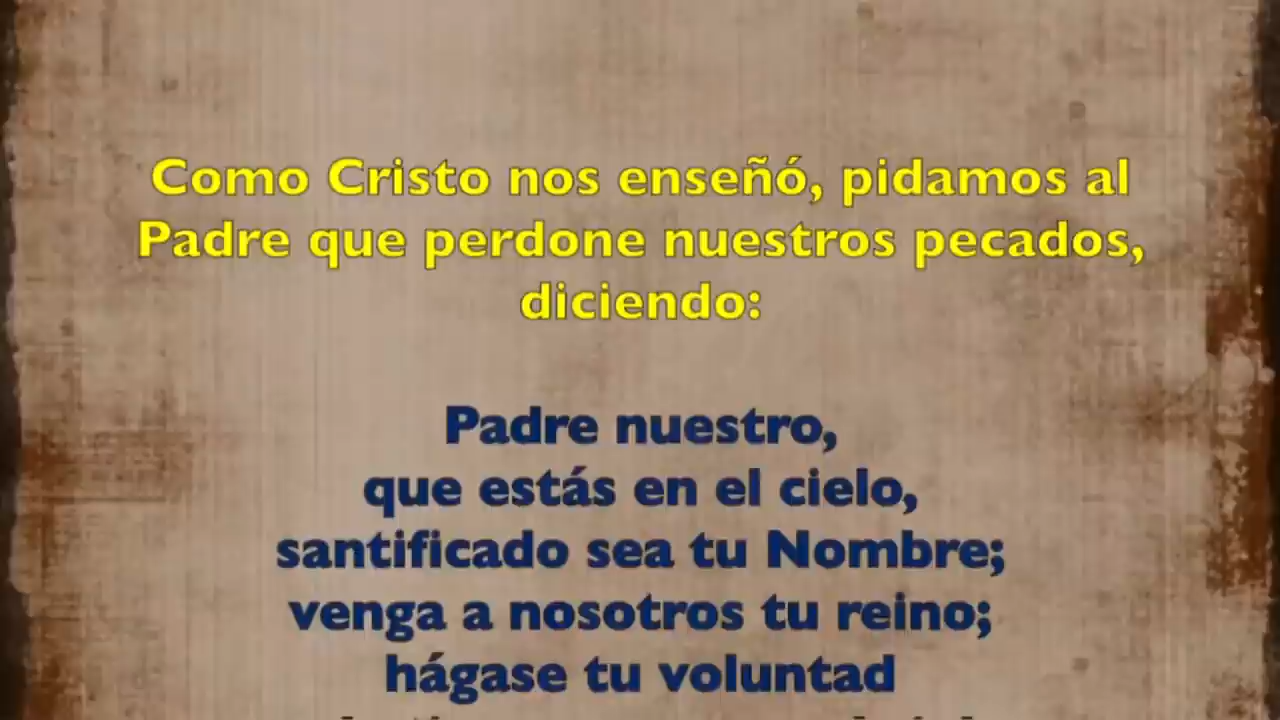 Como Cristo nos enseñó, pidamos al
Padre que perdone nuestros pecados,
diciendo:
Padre nuestro,
que estás en el cielo,
santificado sea tu Nombre;
venga a nosotros tu reino;
hágase tu voluntad